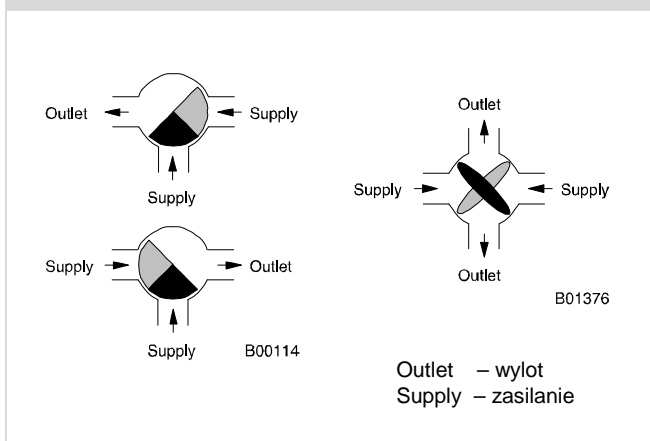 Outlet
Supply
Supply
Supply
Outlet
Supply
B00114
Outlet
Supply
Supply
Outlet
B01376
Outlet – wylot
Supply – zasilanie